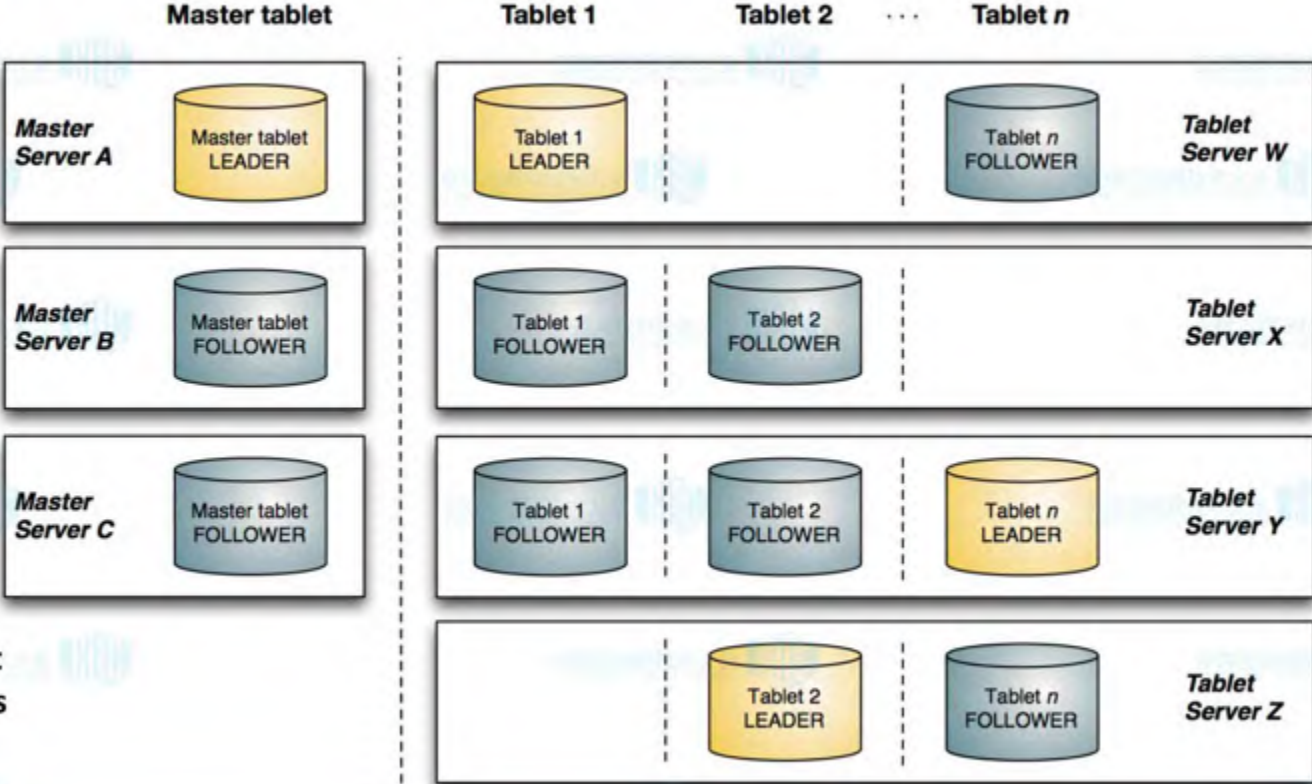 Master tablet Tablet 1 Tablet 2 ··· Tablet n
Master
Server A
Master tablet
LEADER
Tablet 1
LEADER
Tablet n
FOLLOWER
Tablet
Server W
Master
Server B
Master tablet
FOLLOWER
Tablet 1
FOLLOWER
Tablet 2
FOLLOWER
Tablet
Server X
Master
Server C
Master tablet
FOLLOWER
Tablet 1
FOLLOWER
Tablet 2
FOLLOWER
Tablet n
LEADER
Tablet
Server Y
Tablet 2
LEADER
Tablet n
FOLLOWER
Tablet
Server Z